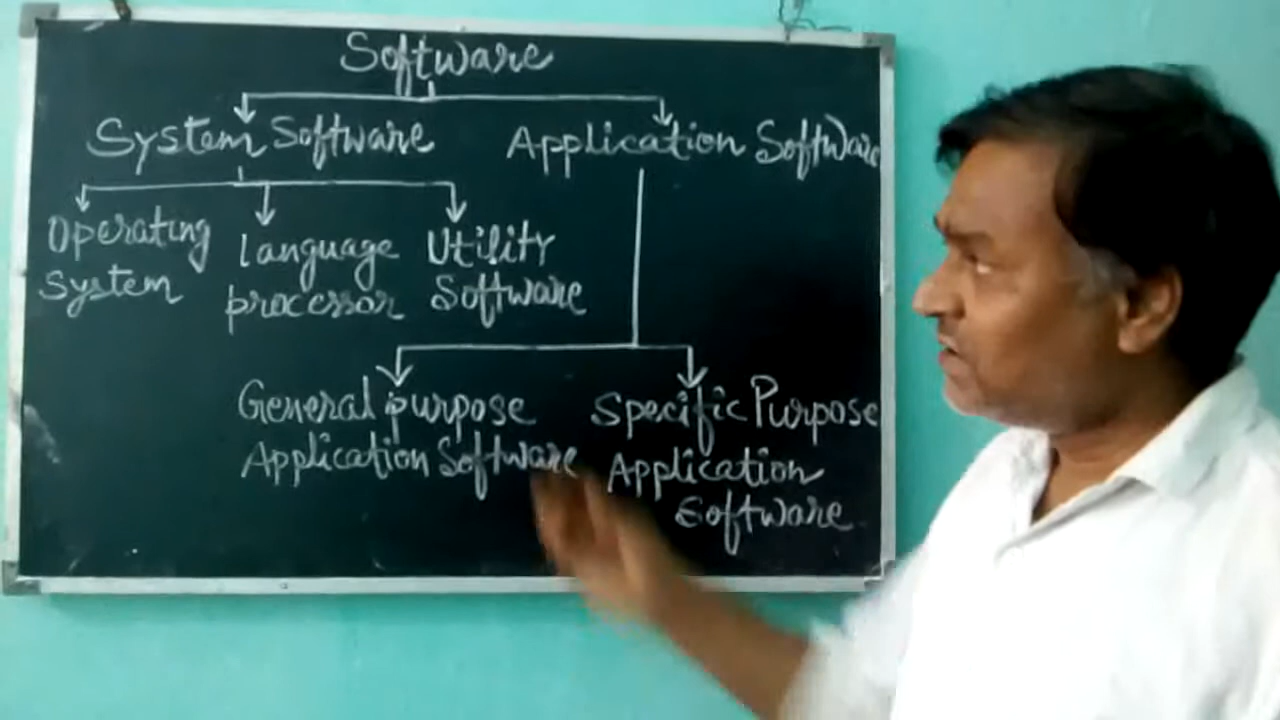 Software
System Software
Application Software
Operating
System
Language
processor
Utility
Software
General purpose
Application Software
Specific Purpose
Application
Software